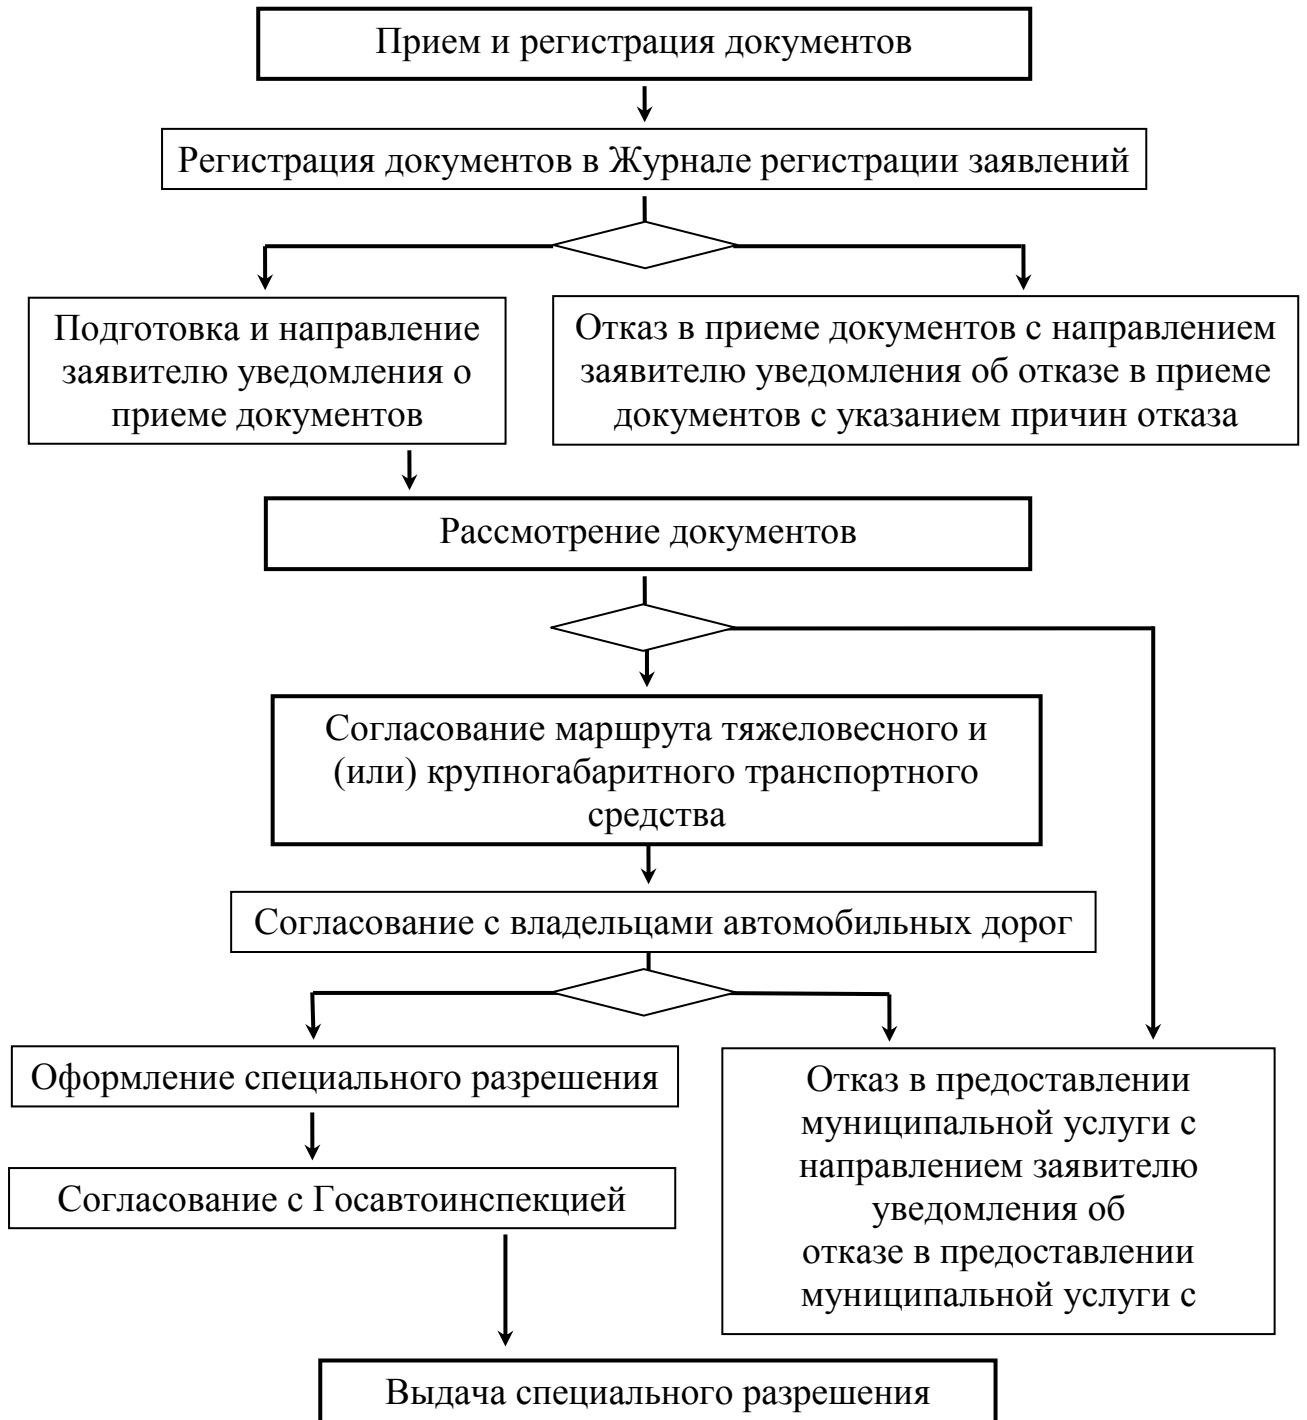 Прием и регистрация документов
Регистрация документов в Журнале регистрации заявлений
Подготовка и направление
заявителю уведомления о
приеме документов
Отказ в приеме документов с направлением
заявителю уведомления об отказе в приеме
документов с указанием причин отказа
Рассмотрение документов
Согласование маршрута тяжеловесного и
(или) крупногабаритного транспортного
средства
Согласование с владельцами автомобильных дорог
Оформление специального разрешения
Согласование с Госавтоинспекцией
Отказ в предоставлении
муниципальной услуги с
направлением заявителю
уведомления об
отказе в предоставлении
муниципальной услуги с
Выдача специального разрешения